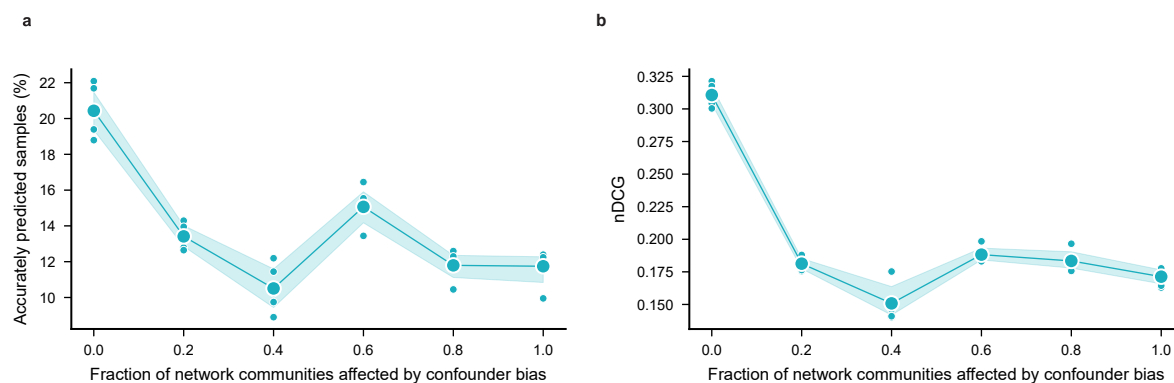 a
Accurately predicted samples (%)
22
20
18
16
14
12
10
0.0 0.2 0.4 0.6 0.8 1.0
Fraction of network communities affected by confounder bias
b
nDCG
0.325
0.300
0.275
0.250
0.225
0.200
0.175
0.150
0.0 0.2 0.4 0.6 0.8 1.0
Fraction of network communities affected by confounder bias